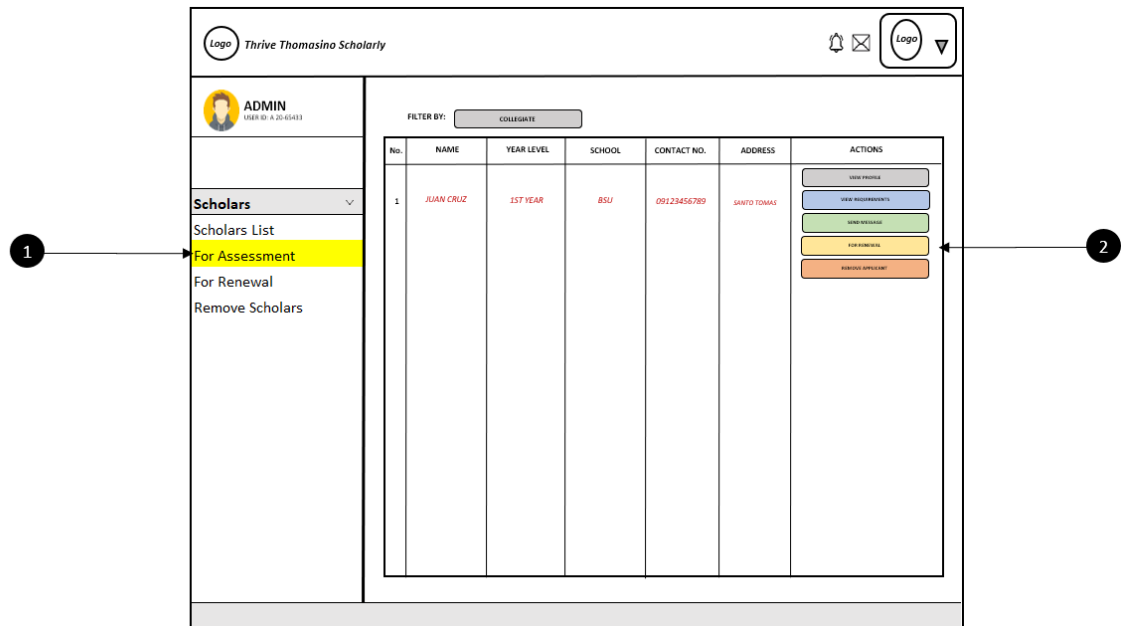 Logo Thrive Thomasino Scholarly Logo
ADMIN
USER ID: A 20-65433
FILTER BY: COLLEGIATE
No. NAME YEAR LEVEL SCHOOL CONTACT NO. ADDRESS ACTIONS
VIEW PROFILE
1 JUAN CRUZ 1ST YEAR BSU 09123456789 SANTO TOMAS VIEW REQUIREMENTS
SEND MESSAGE
FOR RENEWAL
REMOVE APPLICANT
Scholars
Scholars List
1 For Assessment
For Renewal
Remove Scholars
2